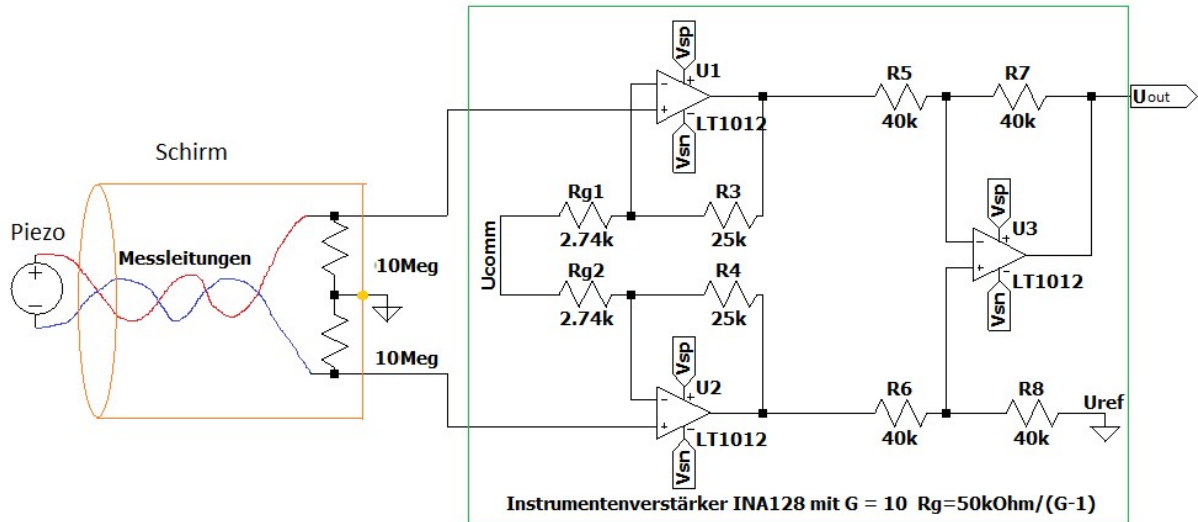 Vsp
U1
LT1012
Vsn
R5
40k
R7
40k
Uout
Schirm
Piezo
Messleitungen
10Meg
10Meg
Rg1
2.74k
R3
25k
Ucomm
Rg2
2.74k
R4
25k
Vsp
U3
LT1012
Vsn
Vsp
U2
LT1012
Vsn
R6
40k
R8
40k
Uref
Instrumentenverstärker INA128 mit G = 10 Rg=50kOhm/(G-1)